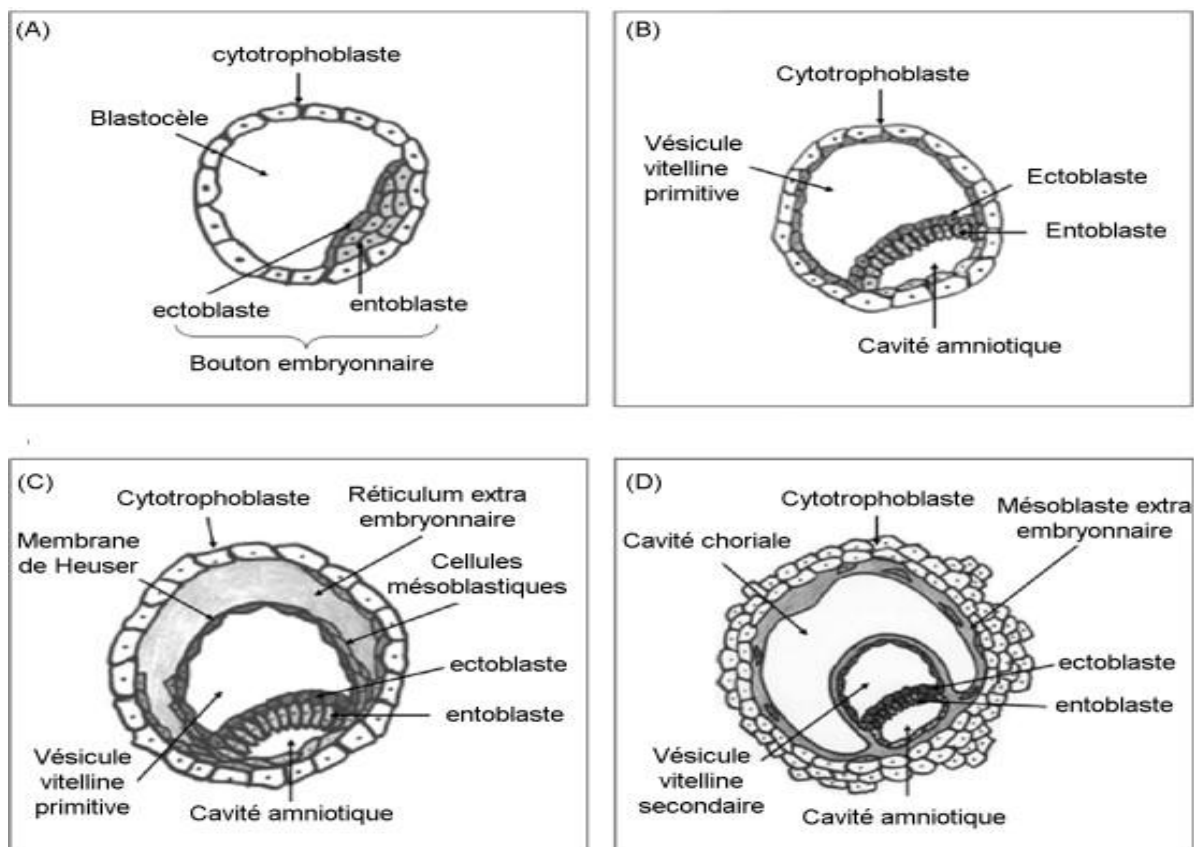 (A)
cytotrophoblaste
Blastocèle
ectoblaste
entoblaste
Bouton embryonnaire
(B)
Cytotrophoblaste
Vésicule
vitelline
primitive
Ectoblaste
Entoblaste
Cavité amniotique
(C)
Cytotrophoblaste
Réticulum extra
embryonnaire
Membrane
de Heuser
Cellules
mésoblastiques
ectoblaste
entoblaste
Vésicule
vitelline
primitive
Cavité amniotique
(D)
Cytotrophoblaste
Mésoblaste extra
embryonnaire
Cavité choriale
ectoblaste
entoblaste
Vésicule
vitelline
secondaire
Cavité amniotique